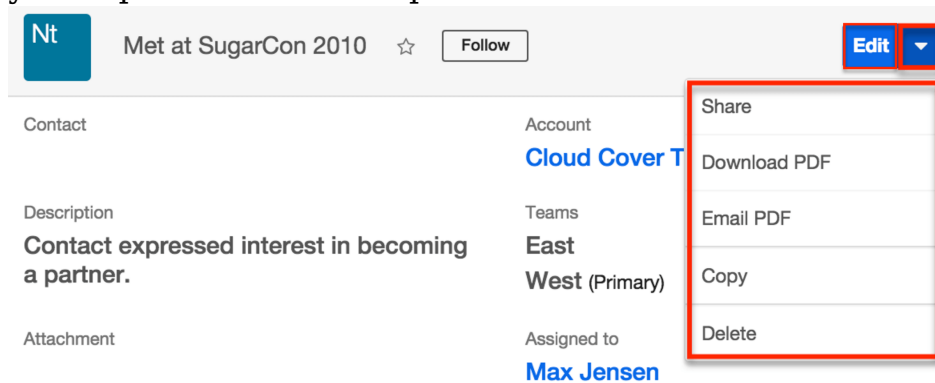 Nt
Met at SugarCon 2010
Follow
Edit
Share
Download PDF
Email PDF
Copy
Delete
Contact
Account
Cloud Cover T
Description
Contact expressed interest in becoming
a partner.
Teams
East
West (Primary)
Attachment
Assigned to
Max Jensen